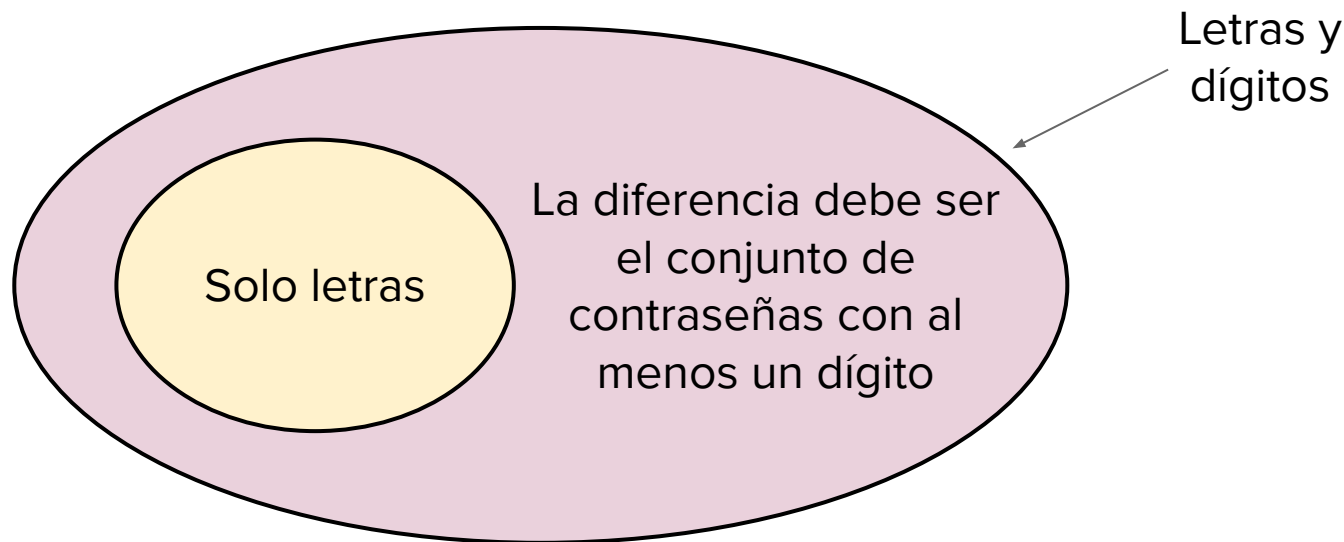 Letras y
dígitos
La diferencia debe ser
el conjunto de
contraseñas con al
menos un dígito
Solo letras